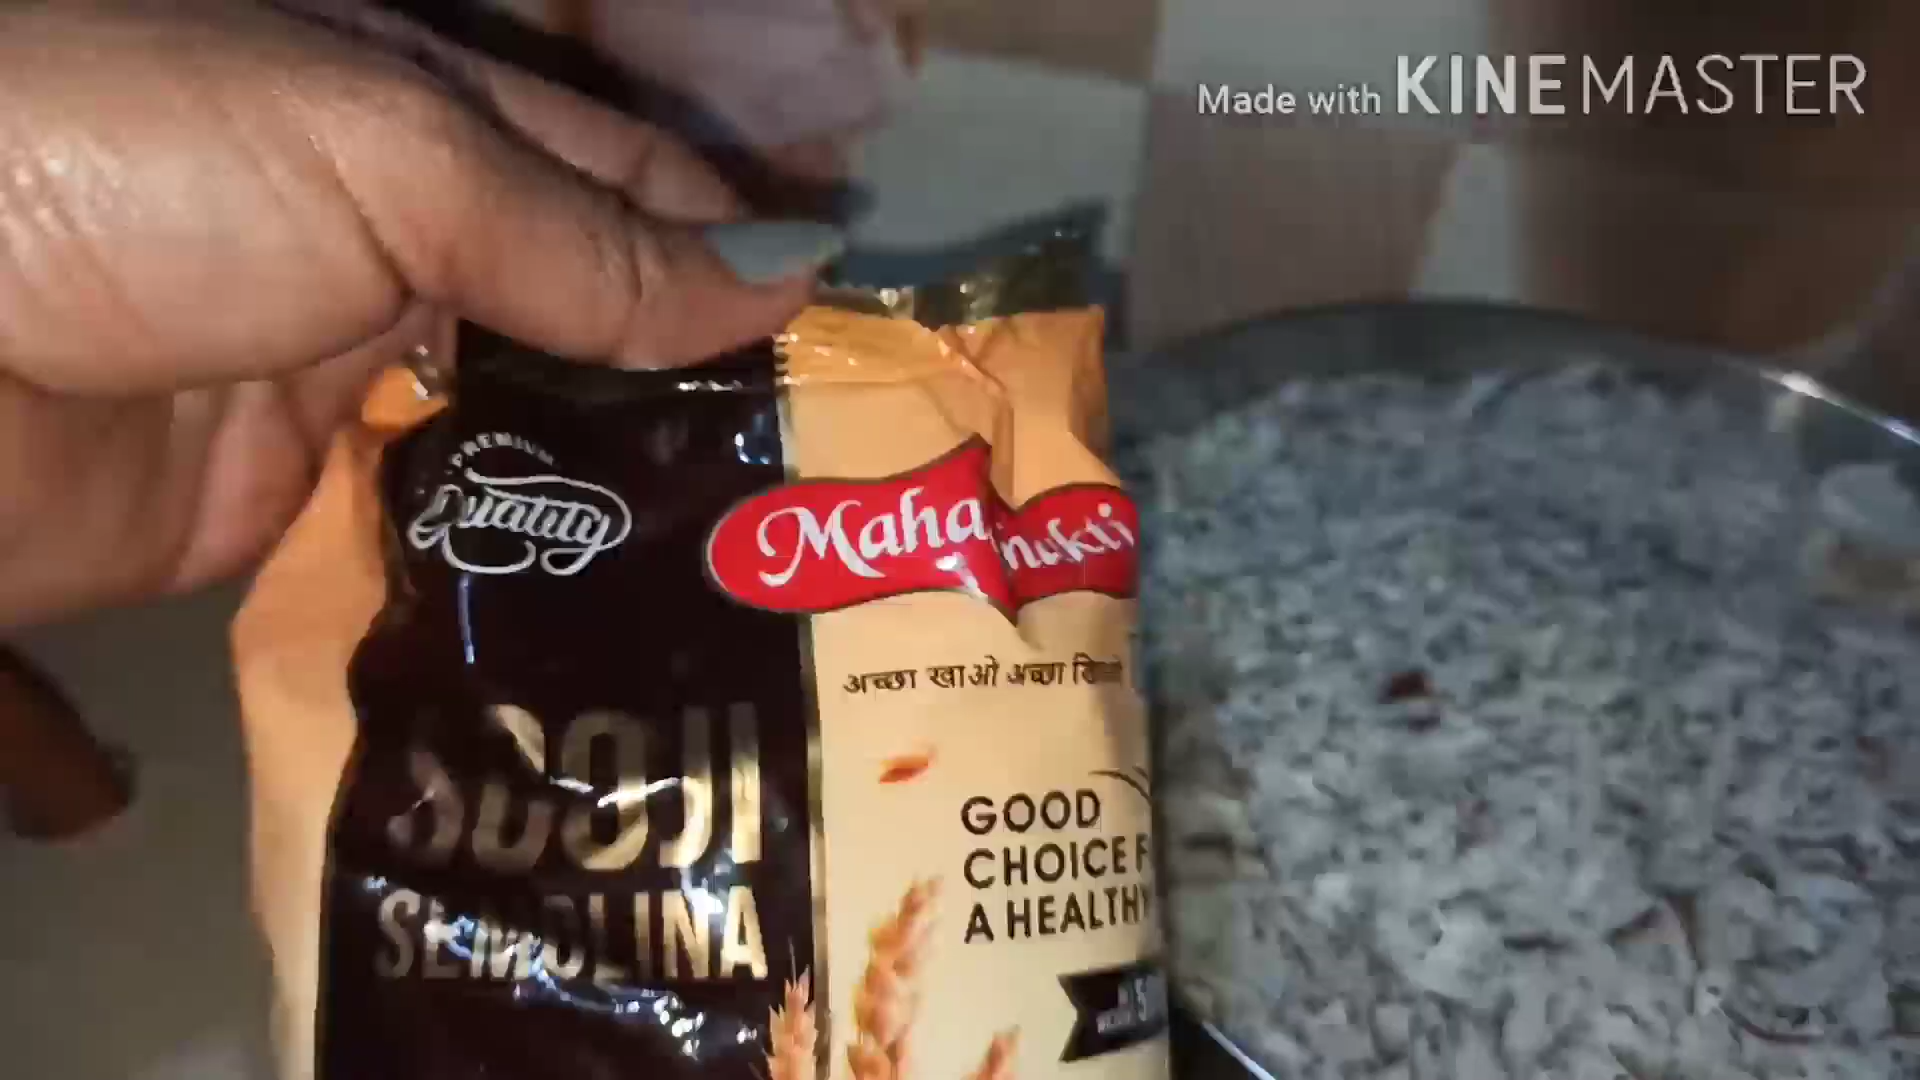 Made with KINEMASTER
PREMIUM
Quality
Maha
अच्छा खाओ अच्छा
SOOJI
SEMOLINA
GOOD
CHOICE F
A HEALTHY